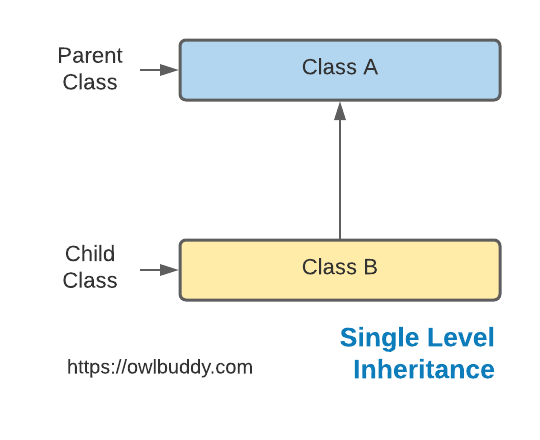 Parent
Class
Class A
Child
Class
Class B
Single Level
Inheritance
https://owlbuddy.com